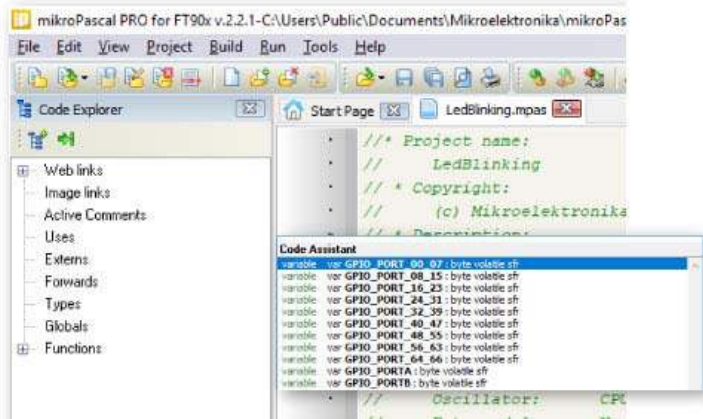 mikroPascal PRO for FT90x v.2.2.1-C:\Users\Public\Documents\Mikroelektronika\mikroPas
File Edit View Project Build Run Tools Help
Code Explorer
Start Page LedBlinking.mpas
Web links
Image links
Active Comments
Uses
Externs
Forwards
Types
Globals
Functions
//* Project name:
// LedBlinking
// * Copyright:
// (c) Mikroelektronika
// * Description:
Code Assistant
variable var GPIO_PORT_00_07 : byte volatile sfr
variable var GPIO_PORT_08_15 : byte volatile sfr
variable var GPIO_PORT_16_23 : byte volatile sfr
variable var GPIO_PORT_24_31 : byte volatile sfr
variable var GPIO_PORT_32_39 : byte volatile sfr
variable var GPIO_PORT_40_47 : byte volatile sfr
variable var GPIO_PORT_48_55 : byte volatile sfr
variable var GPIO_PORT_56_63 : byte volatile sfr
variable var GPIO_PORT_64_66 : byte volatile sfr
variable var GPIO_PORTA : byte volatile sfr
variable var GPIO_PORTB : byte volatile sfr
// Oscillator: CPU